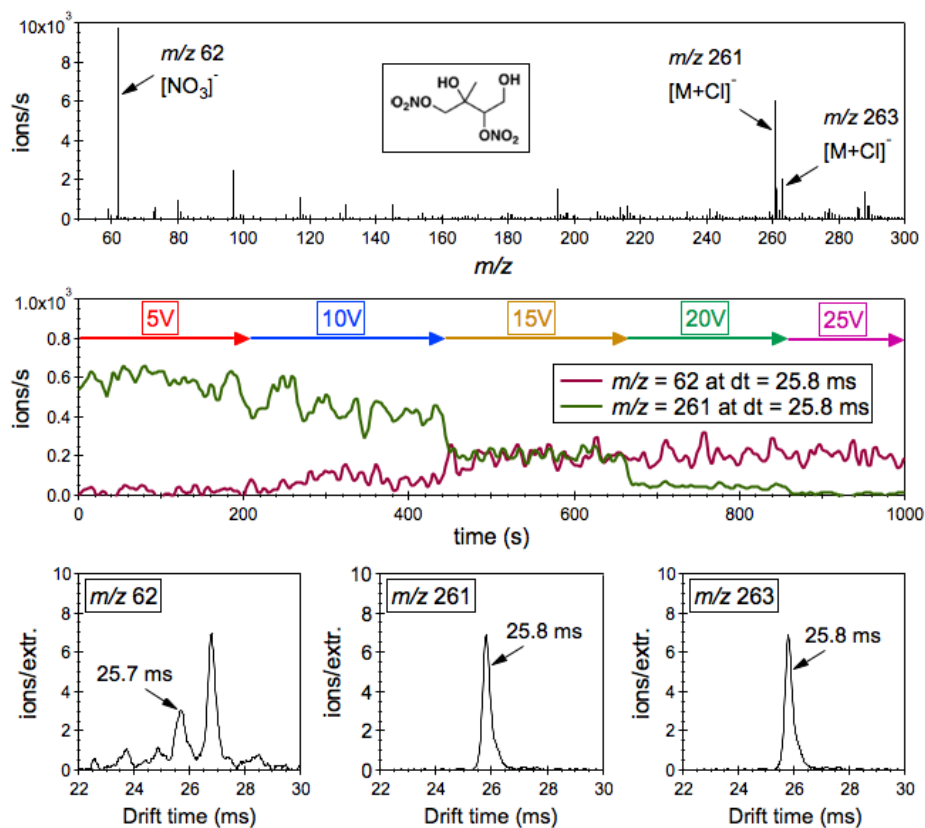 10x10³
8
6
4
2
0
ions/s
m/z 62
[NO₃]⁻
HO
OH
O₂NO
ONO₂
m/z 261
[M+Cl]⁻
m/z 263
[M+Cl]⁻
60 80 100 120 140 160 180 200 220 240 260 280 300
m/z
1.0x10³
0.8
0.6
0.4
0.2
0.0
ions/s
5V 10V 15V 20V 25V
m/z = 62 at dt = 25.8 ms
m/z = 261 at dt = 25.8 ms
0 200 400 600 800 1000
time (s)
10
8
6
4
2
0
ions/extr.
m/z 62
25.7 ms
22 24 26 28 30
Drift time (ms)
10
8
6
4
2
0
ions/extr.
m/z 261
25.8 ms
22 24 26 28 30
Drift time (ms)
10
8
6
4
2
0
ions/extr.
m/z 263
25.8 ms
22 24 26 28 30
Drift time (ms)